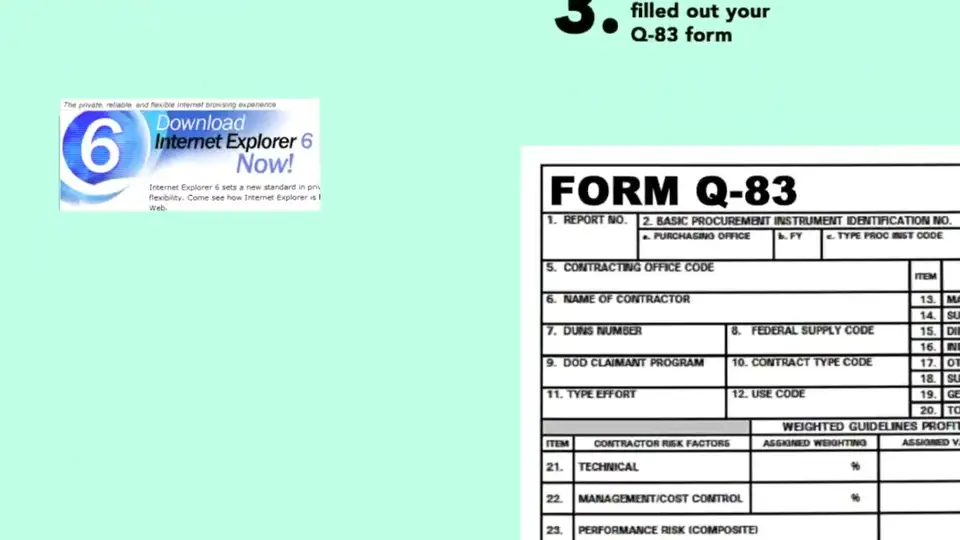 3. filled out your
Q-83 form
The private, reliable, and flexible Internet browsing experience
6 Download
Internet Explorer 6
Now!
Internet Explorer 6 sets a new standard in
flexibility. Come see how Internet Explorer is
Web.
FORM Q-83
1. REPORT NO. 2. BASIC PROCUREMENT INSTRUMENT IDENTIFICATION NO.
a. PURCHASING OFFICE b. FY c. TYPE PROC INST CODE
5. CONTRACTING OFFICE CODE
ITEM
6. NAME OF CONTRACTOR 13.
14.
7. DUNS NUMBER 8. FEDERAL SUPPLY CODE 15.
16.
9. DOD CLAIMANT PROGRAM 10. CONTRACT TYPE CODE 17.
18.
11. TYPE EFFORT 12. USE CODE 19.
20.
WEIGHTED GUIDELINES PROFIT
ITEM CONTRACTOR RISK FACTORS ASSIGNED WEIGHTING ASSIGNED
21. TECHNICAL %
22. MANAGEMENT/COST CONTROL %
23. PERFORMANCE RISK (COMPOSITE)